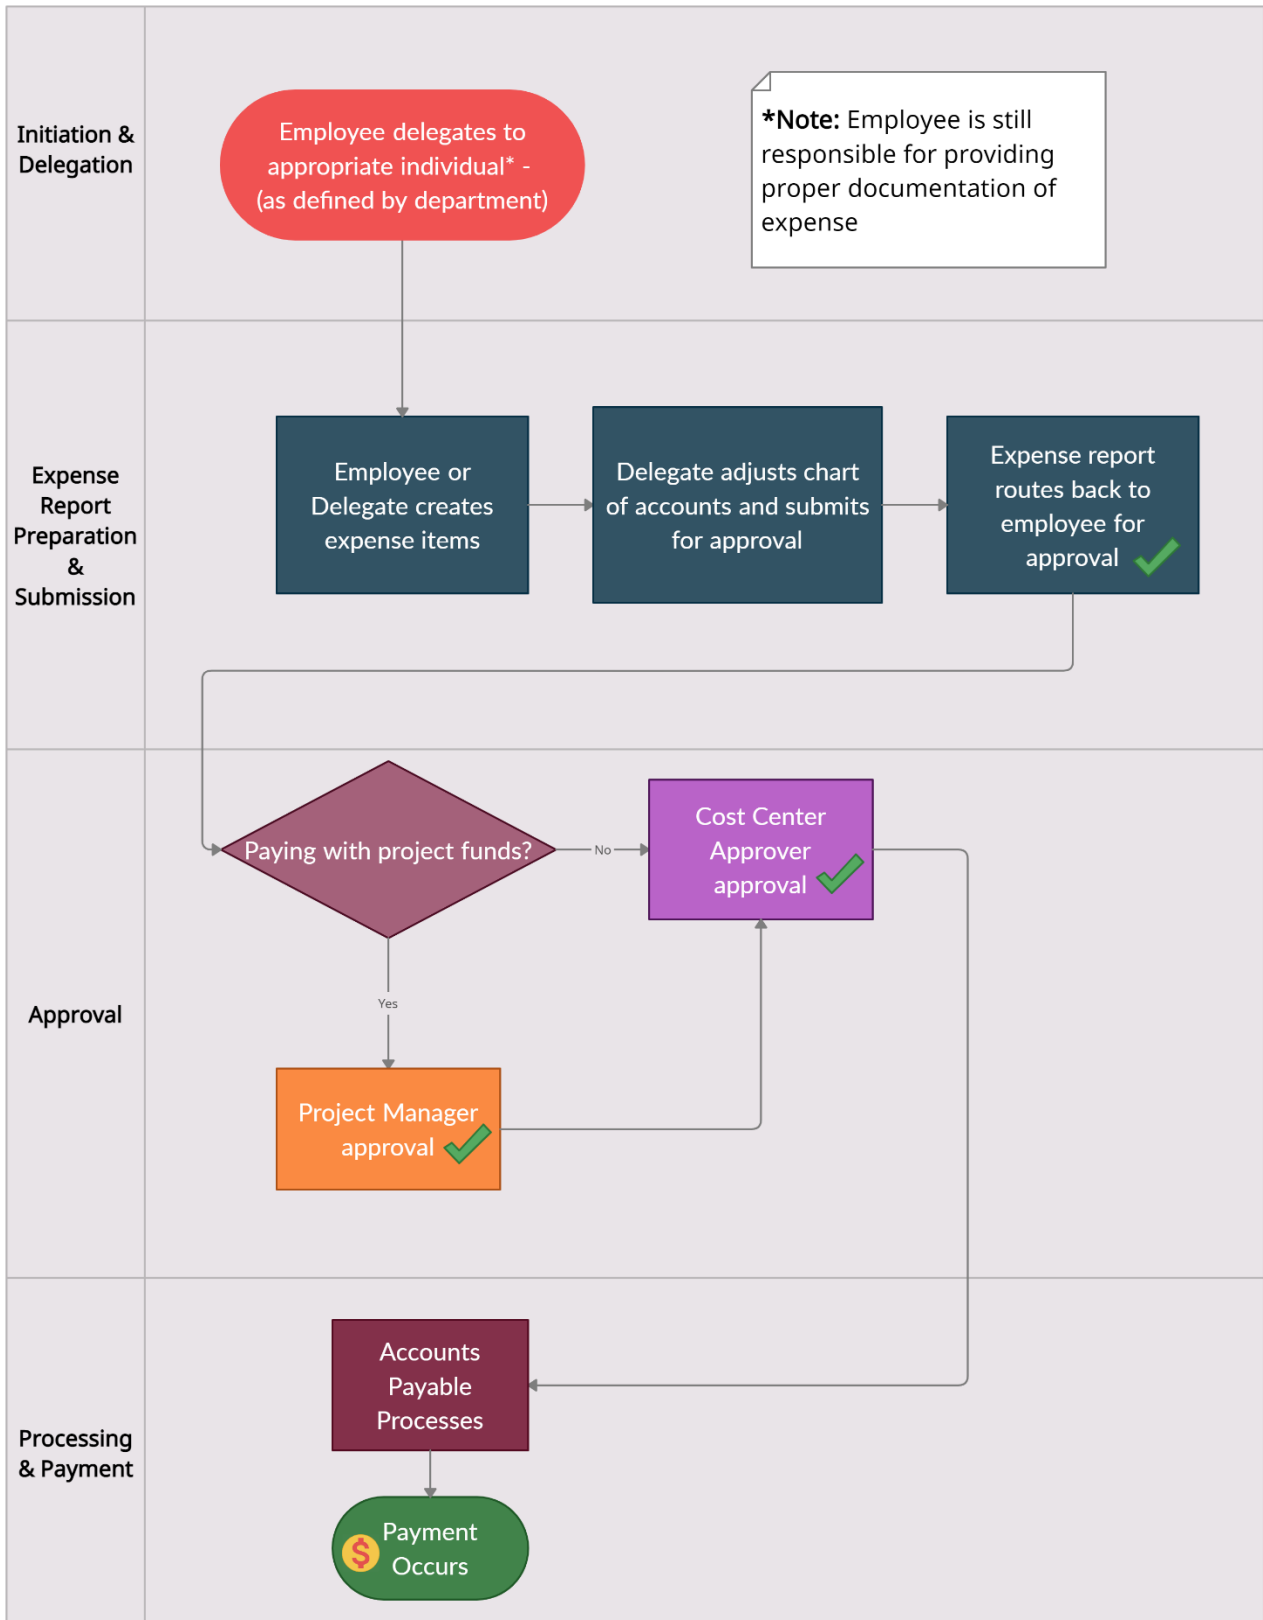 Initiation &
Delegation
Employee delegates to
appropriate individual* -
(as defined by department)
*Note: Employee is still
responsible for providing
proper documentation of
expense
Expense
Report
Preparation
&
Submission
Employee or
Delegate creates
expense items
Delegate adjusts chart
of accounts and submits
for approval
Expense report
routes back to
employee for
approval
Approval
Paying with project funds?
No
Cost Center
Approver
approval
Yes
Project Manager
approval
Processing
& Payment
Accounts
Payable
Processes
$
Payment
Occurs